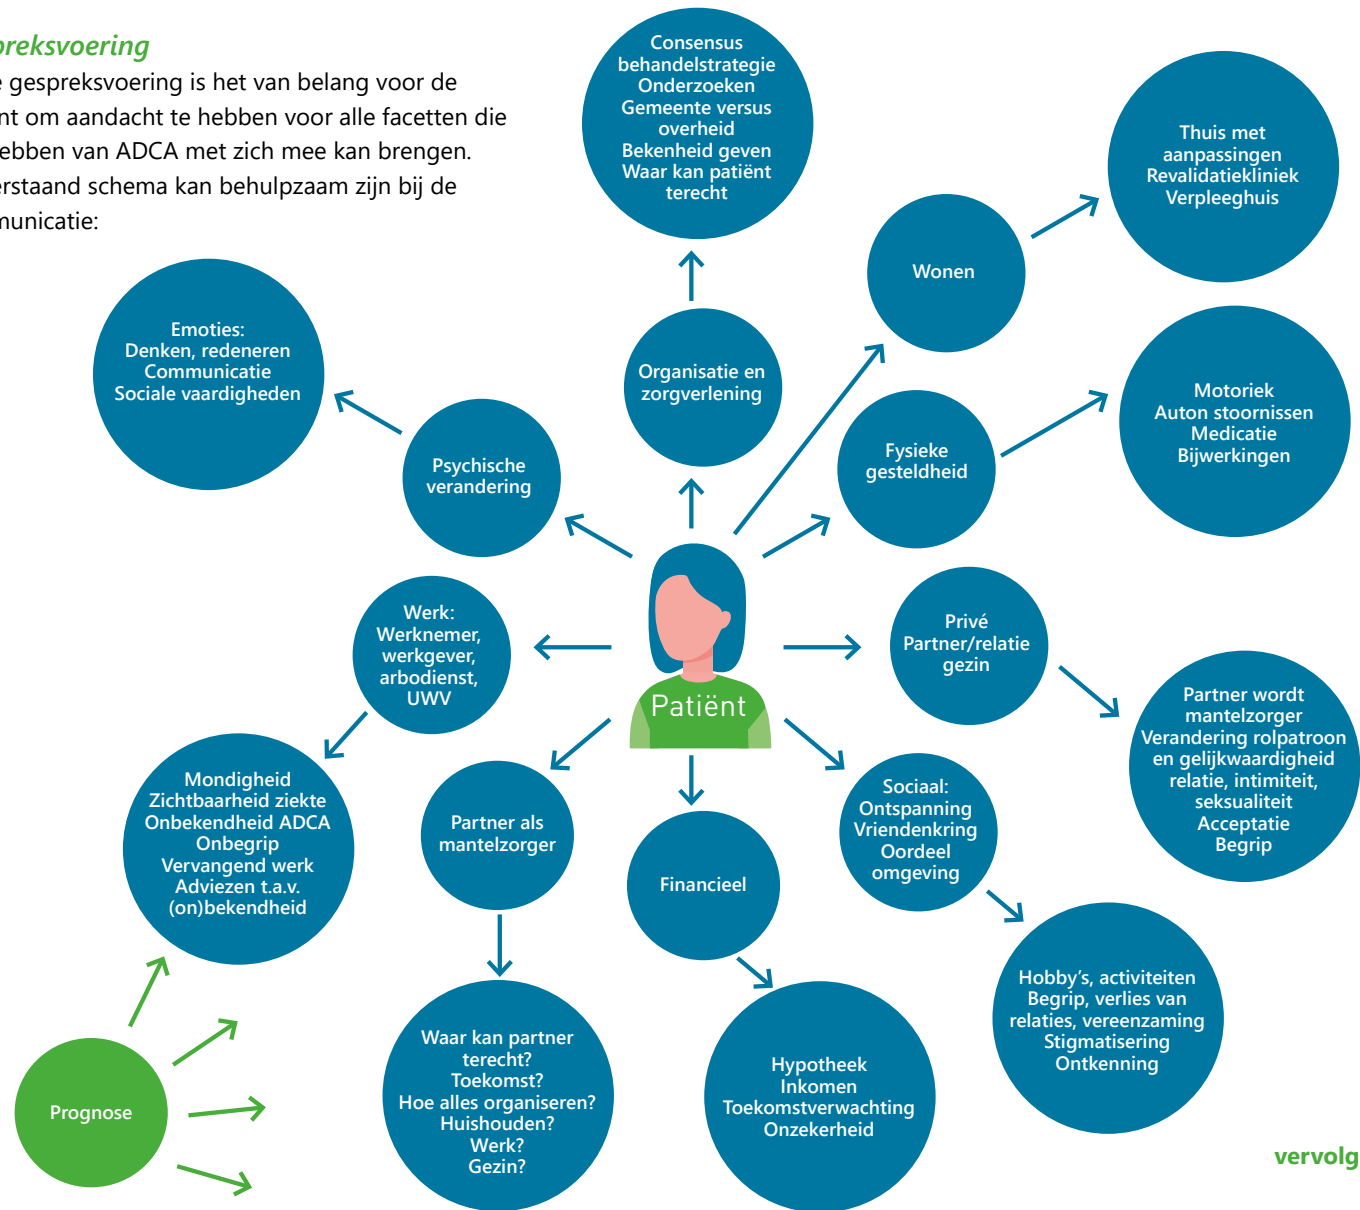 preksvoering
e gespreksvoering is het van belang voor de
nt om aandacht te hebben voor alle facetten die
ebben van ADCA met zich mee kan brengen.
erstaand schema kan behulpzaam zijn bij de
municatie:
Consensus
behandelstrategie
Onderzoeken
Gemeente versus
overheid
Bekenheid geven
Waar kan patiënt
terecht
Thuis met
aanpassingen
Revalidatiekliniek
Verpleeghuis
Wonen
Emoties:
Denken, redeneren
Communicatie
Sociale vaardigheden
Organisatie en
zorgverlening
Motoriek
Auton stoornissen
Medicatie
Bijwerkingen
Psychische
verandering
Fysieke
gesteldheid
Werk:
Werknemer,
werkgever,
arbodienst,
UWV
Privé
Partner/relatie
gezin
Patiënt
Partner wordt
mantelzorger
Verandering rolpatroon
en gelijkwaardigheid
relatie, intimiteit,
seksualiteit
Acceptatie
Begrip
Mondigheid
Zichtbaarheid ziekte
Onbekendheid ADCA
Onbegrip
Vervangend werk
Adviezen t.a.v.
(on)bekendheid
Partner als
mantelzorger
Financieel
Sociaal:
Ontspanning
Vriendenkring
Oordeel
omgeving
Hobby's, activiteiten
Begrip, verlies van
relaties, vereenzaming
Stigmatisering
Ontkenning
Waar kan partner
terecht?
Toekomst?
Hoe alles organiseren?
Huishouden?
Werk?
Gezin?
Hypotheek
Inkomen
Toekomstverwachting
Onzekerheid
Prognose
vervolg